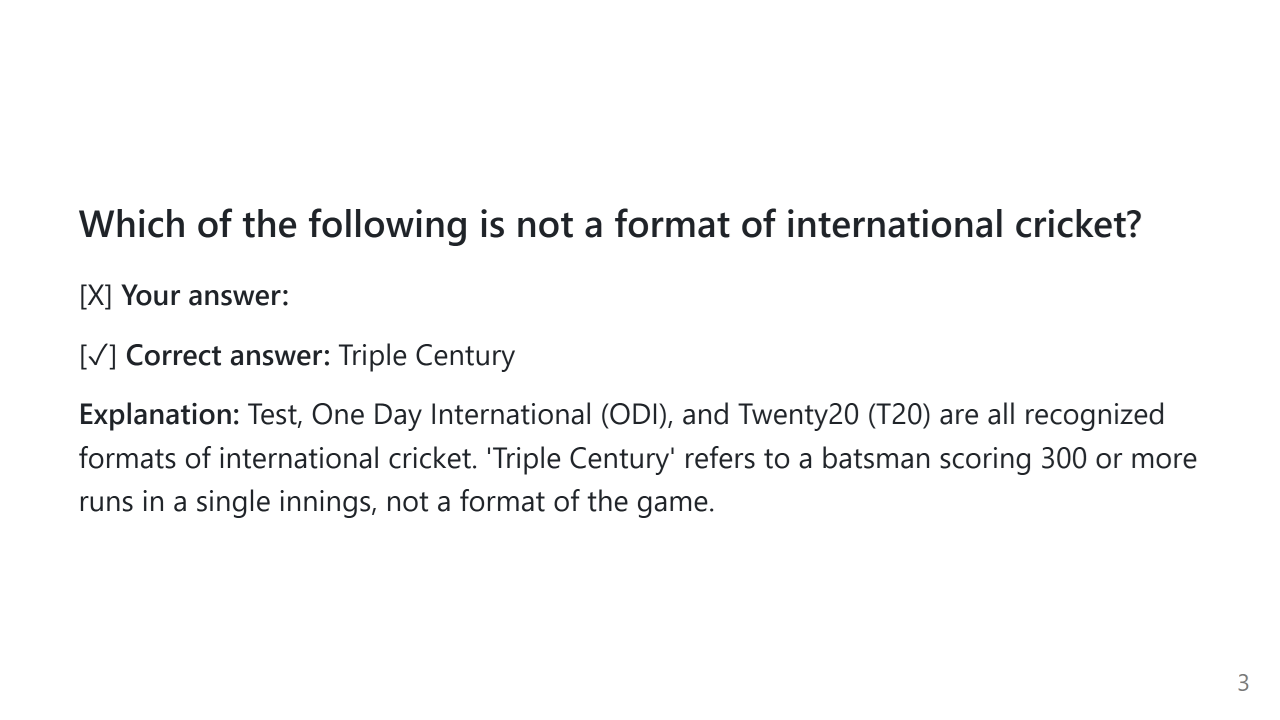 Which of the following is not a format of international cricket?
[X] Your answer:
[✓] Correct answer: Triple Century
Explanation: Test, One Day International (ODI), and Twenty20 (T20) are all recognized
formats of international cricket. 'Triple Century' refers to a batsman scoring 300 or more
runs in a single innings, not a format of the game.
3